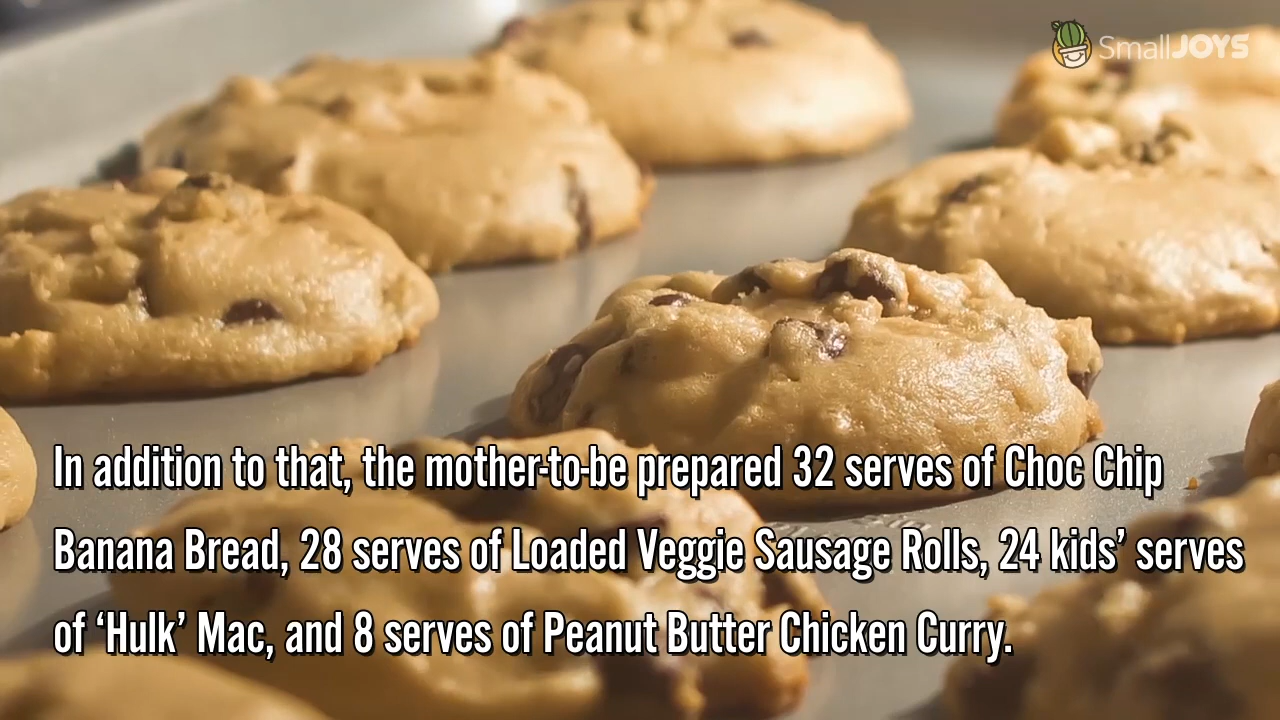 SmallJOYS
In addition to that, the mother-to-be prepared 32 serves of Choc Chip
Banana Bread, 28 serves of Loaded Veggie Sausage Rolls, 24 kids’ serves
of ‘Hulk’ Mac, and 8 serves of Peanut Butter Chicken Curry.